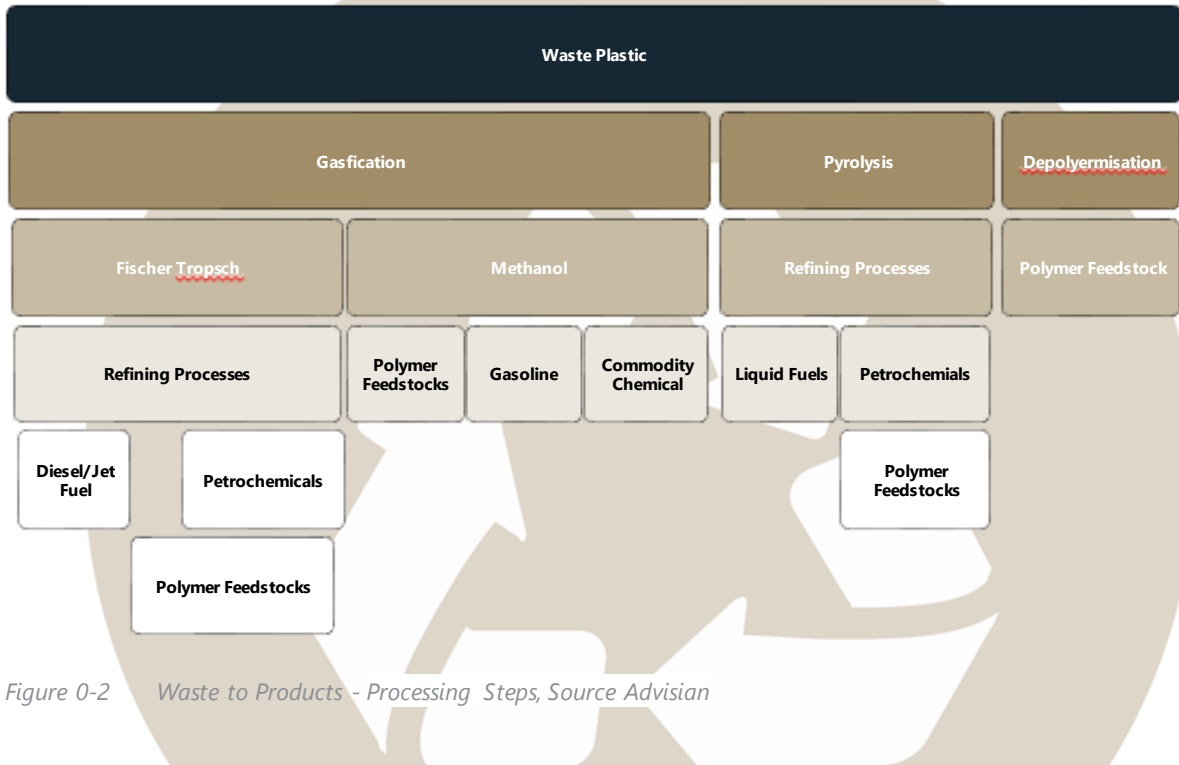 Waste Plastic
Gasfication
Pyrolysis
Depolyermisation
Fischer Tropsch
Methanol
Refining Processes
Polymer Feedstock
Refining Processes
Polymer
Feedstocks
Gasoline
Commodity
Chemical
Liquid Fuels
Petrochemials
Diesel/Jet
Fuel
Petrochemicals
Polymer
Feedstocks
Polymer Feedstocks
Figure 0-2 Waste to Products - Processing Steps, Source Advisian